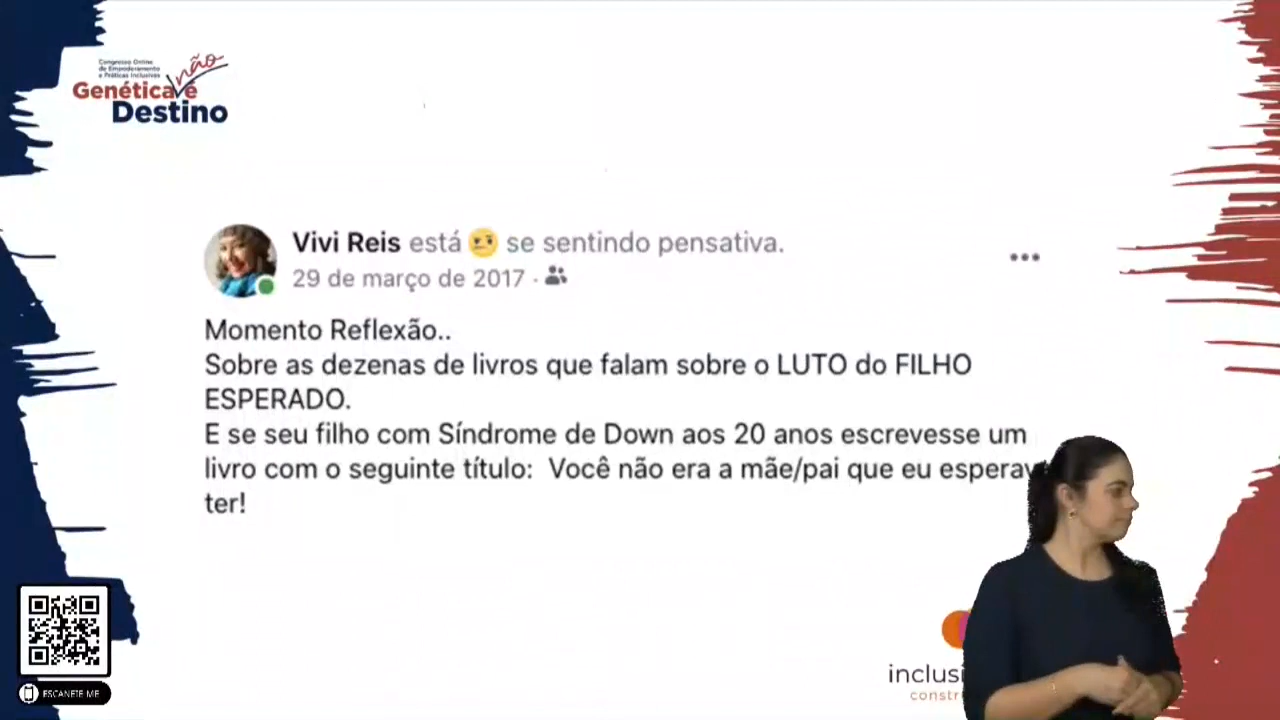 Congresso Online
de Empoderamento
e Práticas Inclusivas
não
Genética é
Destino
Vivi Reis está se sentindo pensativa.
29 de março de 2017 ·
Momento Reflexão..
Sobre as dezenas de livros que falam sobre o LUTO do FILHO
ESPERADO.
E se seu filho com Síndrome de Down aos 20 anos escrevesse um
livro com o seguinte título: Você não era a mãe/pai que eu esperav
ter!
ESCANEIE ME
inclusi
constr